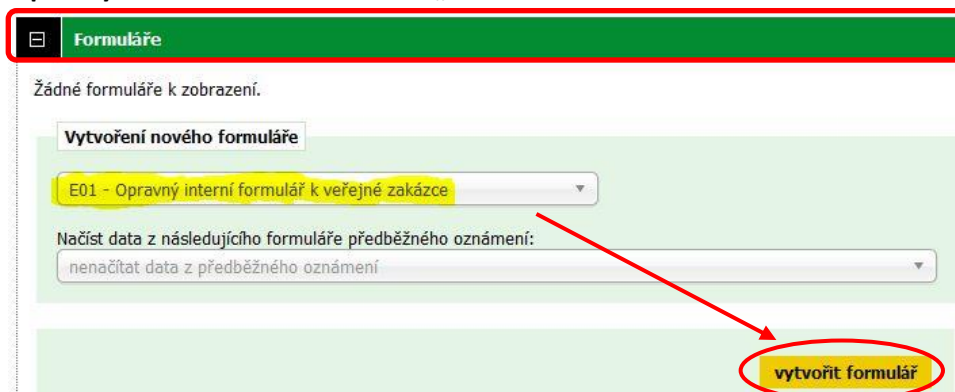 Formuláře
Žádné formuláře k zobrazení.
Vytvoření nového formuláře
E01 - Opravný interní formulář k veřejné zakázce
Načíst data z následujícího formuláře předběžného oznámení:
nenačítat data z předběžného oznámení
vytvořit formulář